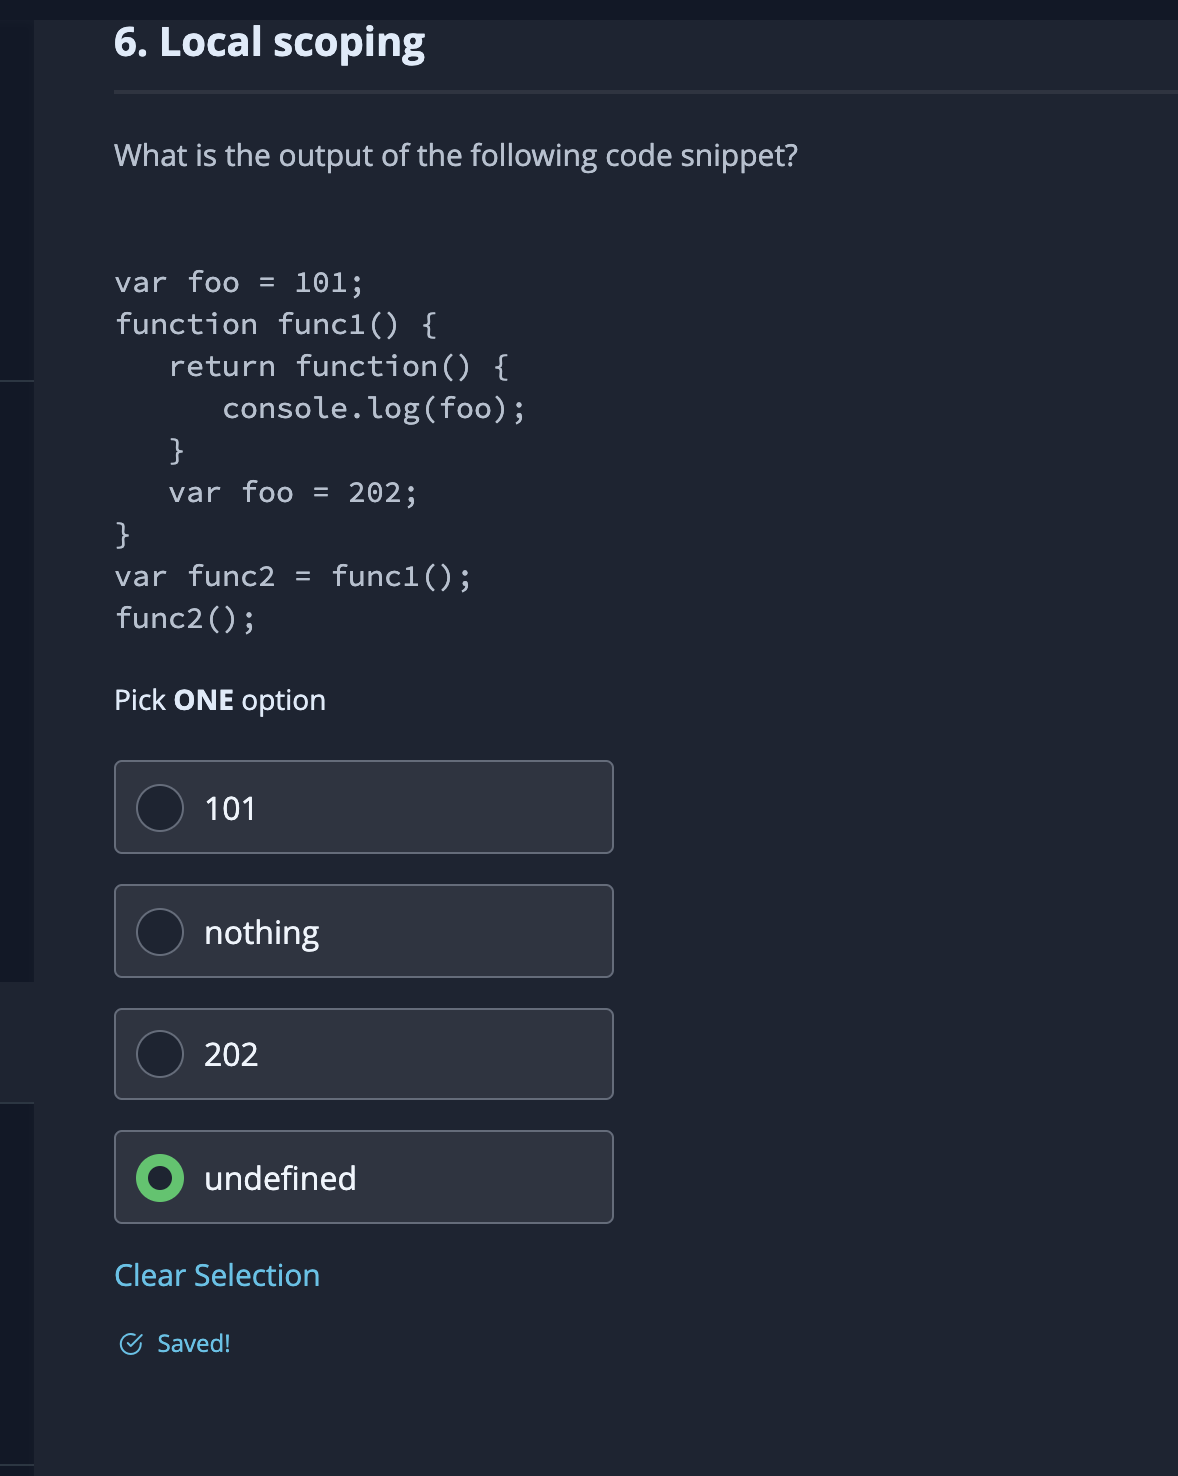 6. Local scoping
What is the output of the following code snippet?
var foo = 101;
function func1() {
   return function() {
      console.log(foo);
   }
   var foo = 202;
}
var func2 = func1();
func2();
Pick ONE option
101
nothing
202
undefined
Clear Selection
Saved!